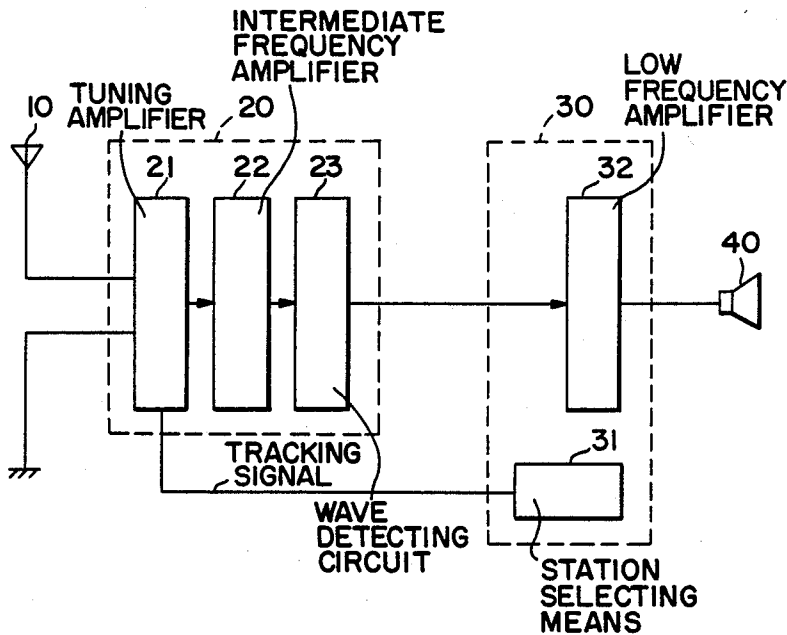 INTERMEDIATE
FREQUENCY
AMPLIFIER
LOW
FREQUENCY
AMPLIFIER
10
TUNING
AMPLIFIER
20
30
21
22
23
32
40
TRACKING
SIGNAL
31
WAVE
DETECTING
CIRCUIT
STATION
SELECTING
MEANS